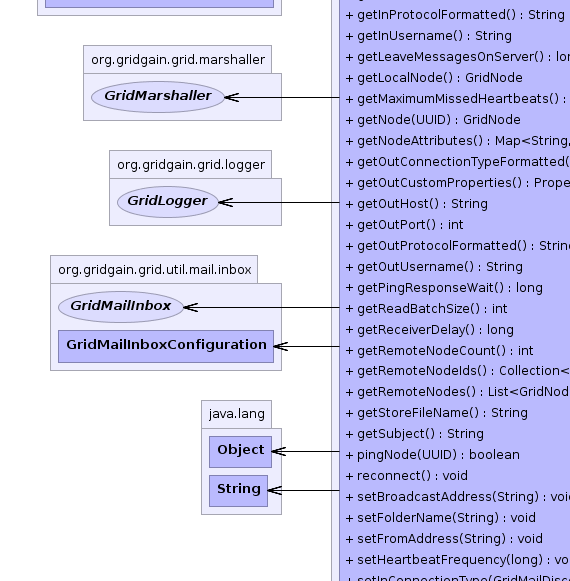 org.gridgain.grid.marshaller
GridMarshaller
org.gridgain.grid.logger
GridLogger
org.gridgain.grid.util.mail.inbox
GridMailInbox
GridMailInboxConfiguration
java.lang
Object
String
+ getInProtocolFormatted() : String
+ getInUsername() : String
+ getLeaveMessagesOnServer() :
+ getLocalNode() : GridNode
+ getMaximumMissedHeartbeats() :
+ getNode(UUID) : GridNode
+ getNodeAttributes() : Map<String,
+ getOutConnectionTypeFormatted(
+ getOutCustomProperties() :
+ getOutHost() : String
+ getOutPort() : int
+ getOutProtocolFormatted() :
+ getOutUsername() : String
+ getPingResponseWait() : long
+ getReadBatchSize() : int
+ getReceiverDelay() : long
+ getRemoteNodeCount() : int
+ getRemoteNodeIds() : Collection<
+ getRemoteNodes() : List<GridNod
+ getStoreFileName() : String
+ getSubject() : String
+ pingNode(UUID) : boolean
+ reconnect() : void
+ setBroadcastAddress(String) : voi
+ setFolderName(String) : void
+ setFromAddress(String) : void
+ setHeartbeatFrequency(long) : vo